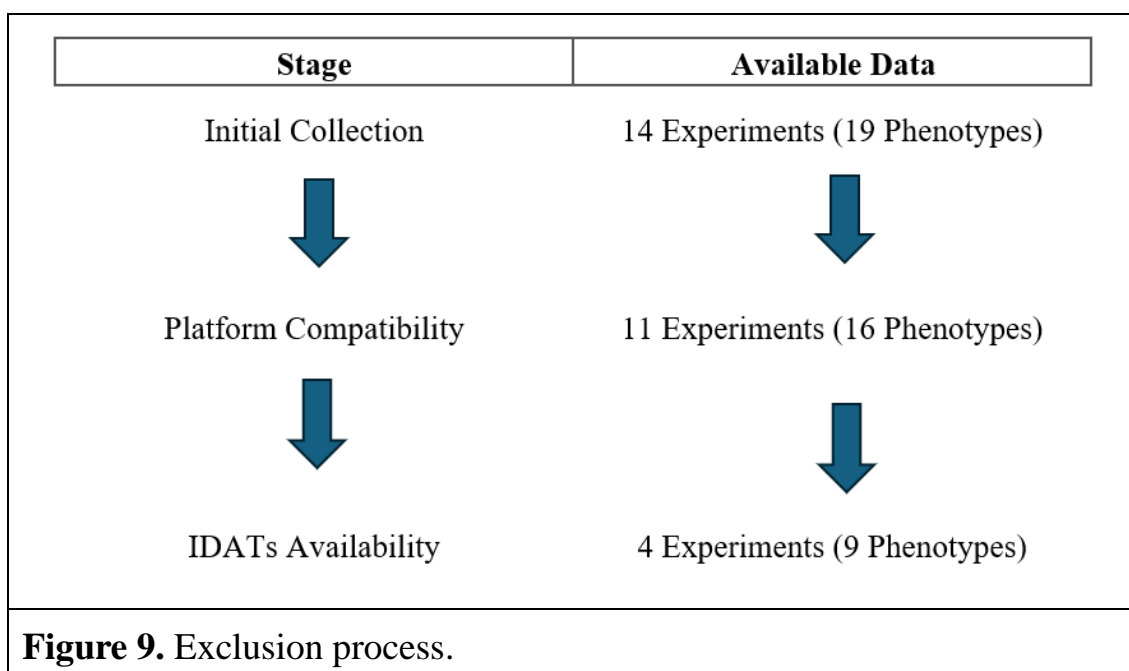 Stage Available Data
Initial Collection 14 Experiments (19 Phenotypes)
Platform Compatibility 11 Experiments (16 Phenotypes)
IDATs Availability 4 Experiments (9 Phenotypes)
Figure 9. Exclusion process.